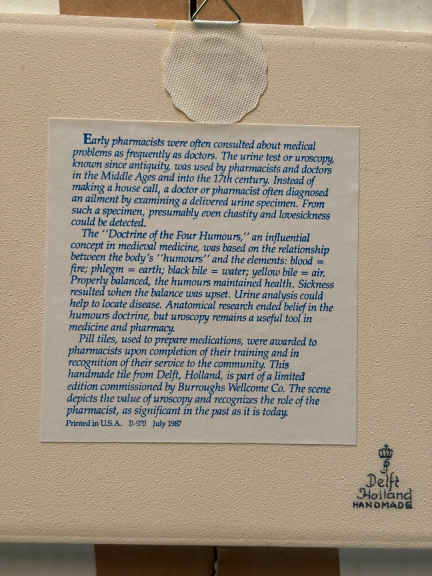 Early pharmacists were often consulted about medical
problems as frequently as doctors. The urine test or uroscopy,
known since antiquity, was used by pharmacists and doctors
in the Middle Ages and into the 17th century. Instead of
making a house call, a doctor or pharmacist often diagnosed
an ailment by examining a delivered urine specimen. From
such a specimen, presumably even chastity and lovesickness
could be detected.
The "Doctrine of the Four Humours," an influential
concept in medieval medicine, was based on the relationship
between the body's "humours" and the elements: blood =
fire; phlegm = earth; black bile = water; yellow bile = air.
Properly balanced, the humours maintained health. Sickness
resulted when the balance was upset. Urine analysis could
help to locate disease. Anatomical research ended belief in the
humours doctrine, but uroscopy remains a useful tool in
medicine and pharmacy.
Pill tiles, used to prepare medications, were awarded to
pharmacists upon completion of their training and in
recognition of their service to the community. This
handmade tile from Delft, Holland, is part of a limited
edition commissioned by Burroughs Wellcome Co. The scene
depicts the value of uroscopy and recognizes the role of the
pharmacist, as significant in the past as it is today.
Printed in U.S.A. July 1987
Delft
Holland
HANDMADE